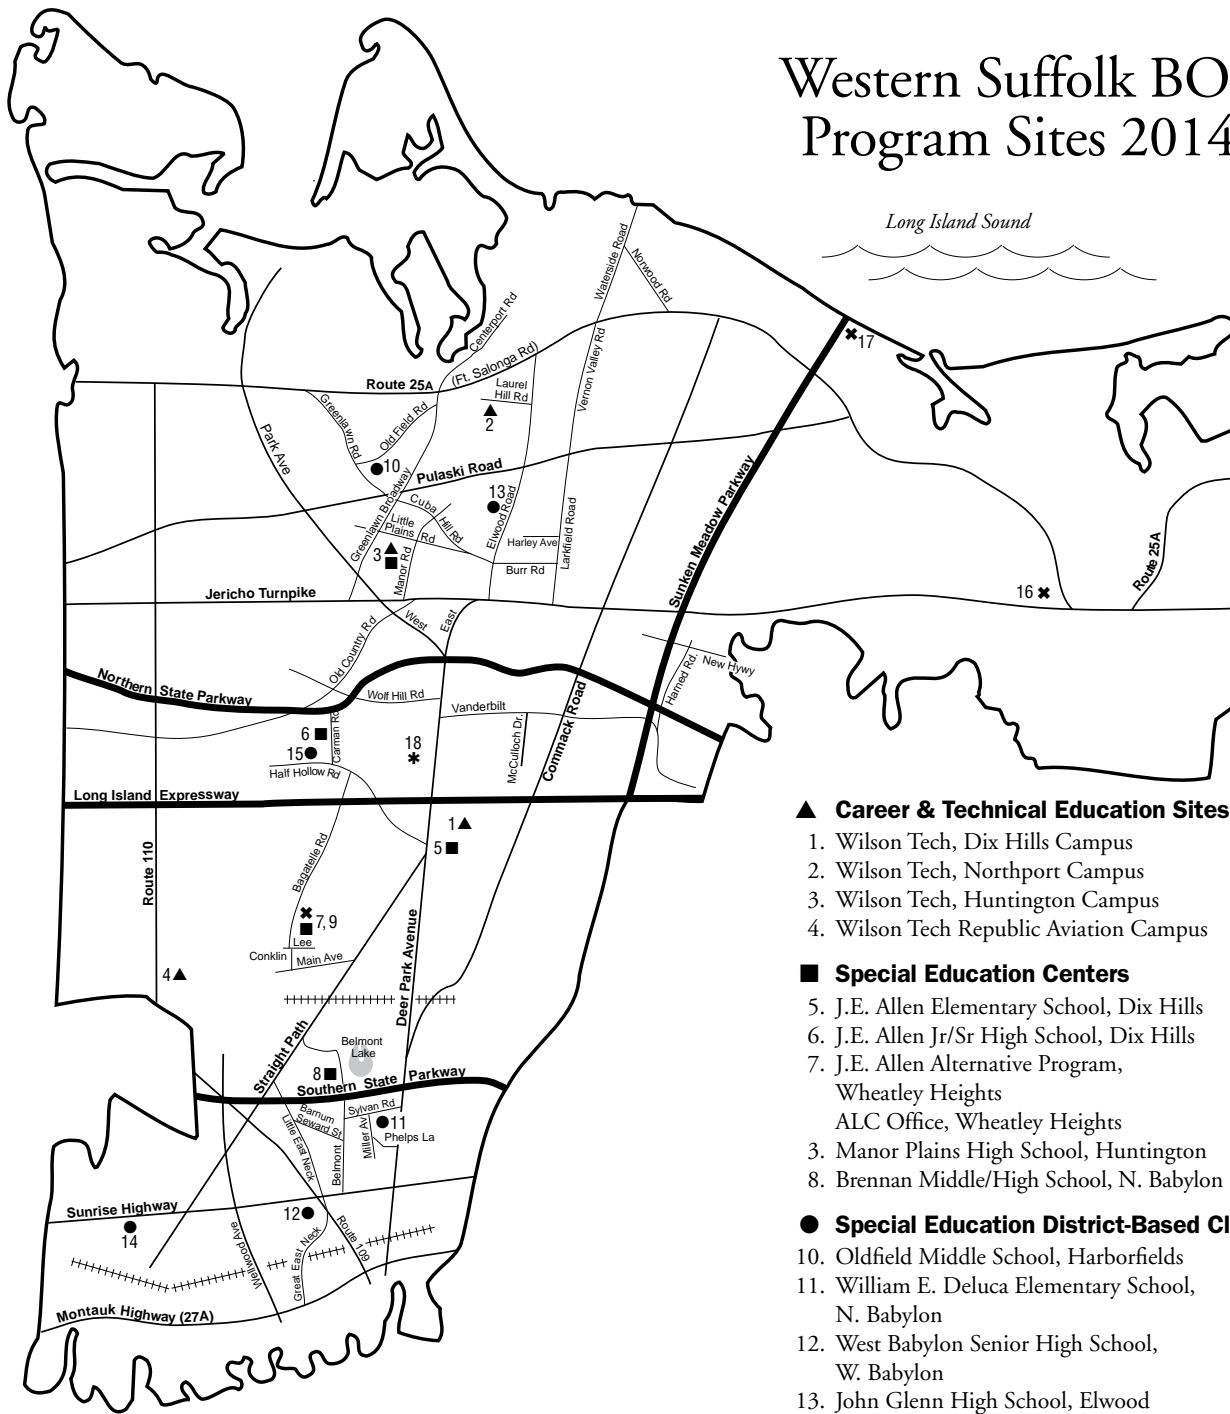 Western Suffolk BO
Program Sites 2014
Long Island Sound
Waterside Road
Norwood Rd
Centerport Rd
17
(Ft. Salonga Rd)
Route 25A
Vernon Valley Rd
Laurel
Hill Rd
2
Greenlawn Rd
Old Field Rd
Park Ave
10
Pulaski Road
Greenlawn Broadway
13
Cuba Hill Rd
Little
Plains Rd
Elwood Road
Harley Ave
Larkfield Road
Sunken Meadow Parkway
3
Manor Rd
Burr Rd
Route 25A
16
Jericho Turnpike
West
East
Old Country Rd
Harned Rd.
New Hywy
Northern State Parkway
Wolf Hill Rd
Vanderbilt
Carman Rd
McCulloch Dr.
Commack Road
6
15
18
Half Hollow Rd
Long Island Expressway
1
5
Route 110
Bagatelle Rd
7, 9
Lee
Conklin
Main Ave
4
Deer Park Avenue
Straight Path
Belmont
Lake
8
Southern State Parkway
Barnum
Seward St
Sylvan Rd
11
Miller Av
Phelps La
Little East Neck
Belmont
Sunrise Highway
14
12
Wellwood Ave
Great East Neck
Route 109
Montauk Highway (27A)
▲ Career & Technical Education Sites
1. Wilson Tech, Dix Hills Campus
2. Wilson Tech, Northport Campus
3. Wilson Tech, Huntington Campus
4. Wilson Tech Republic Aviation Campus
■ Special Education Centers
5. J.E. Allen Elementary School, Dix Hills
6. J.E. Allen Jr/Sr High School, Dix Hills
7. J.E. Allen Alternative Program,
Wheatley Heights
ALC Office, Wheatley Heights
3. Manor Plains High School, Huntington
8. Brennan Middle/High School, N. Babylon
● Special Education District-Based Cl
10. Oldfield Middle School, Harborfields
11. William E. Deluca Elementary School,
N. Babylon
12. West Babylon Senior High School,
W. Babylon
13. John Glenn High School, Elwood